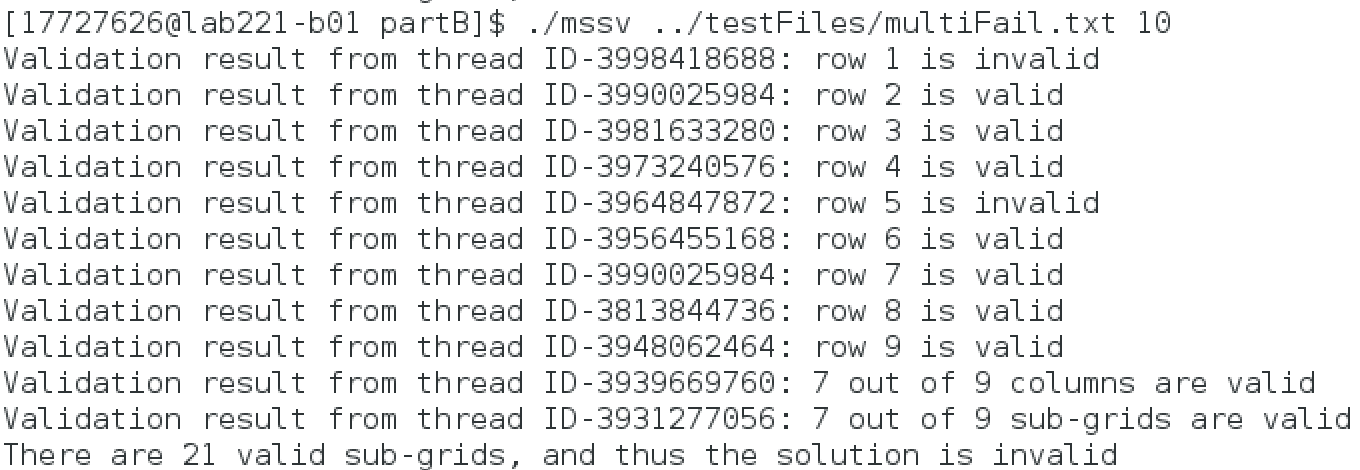 [17727626@lab221-b01 partB]$ ./mssv ../testFiles/multiFail.txt 10
Validation result from thread ID-3998418688: row 1 is invalid
Validation result from thread ID-3990025984: row 2 is valid
Validation result from thread ID-3981633280: row 3 is valid
Validation result from thread ID-3973240576: row 4 is valid
Validation result from thread ID-3964847872: row 5 is invalid
Validation result from thread ID-3956455168: row 6 is valid
Validation result from thread ID-3990025984: row 7 is valid
Validation result from thread ID-3813844736: row 8 is valid
Validation result from thread ID-3948062464: row 9 is valid
Validation result from thread ID-3939669760: 7 out of 9 columns are valid
Validation result from thread ID-3931277056: 7 out of 9 sub-grids are valid
There are 21 valid sub-grids, and thus the solution is invalid